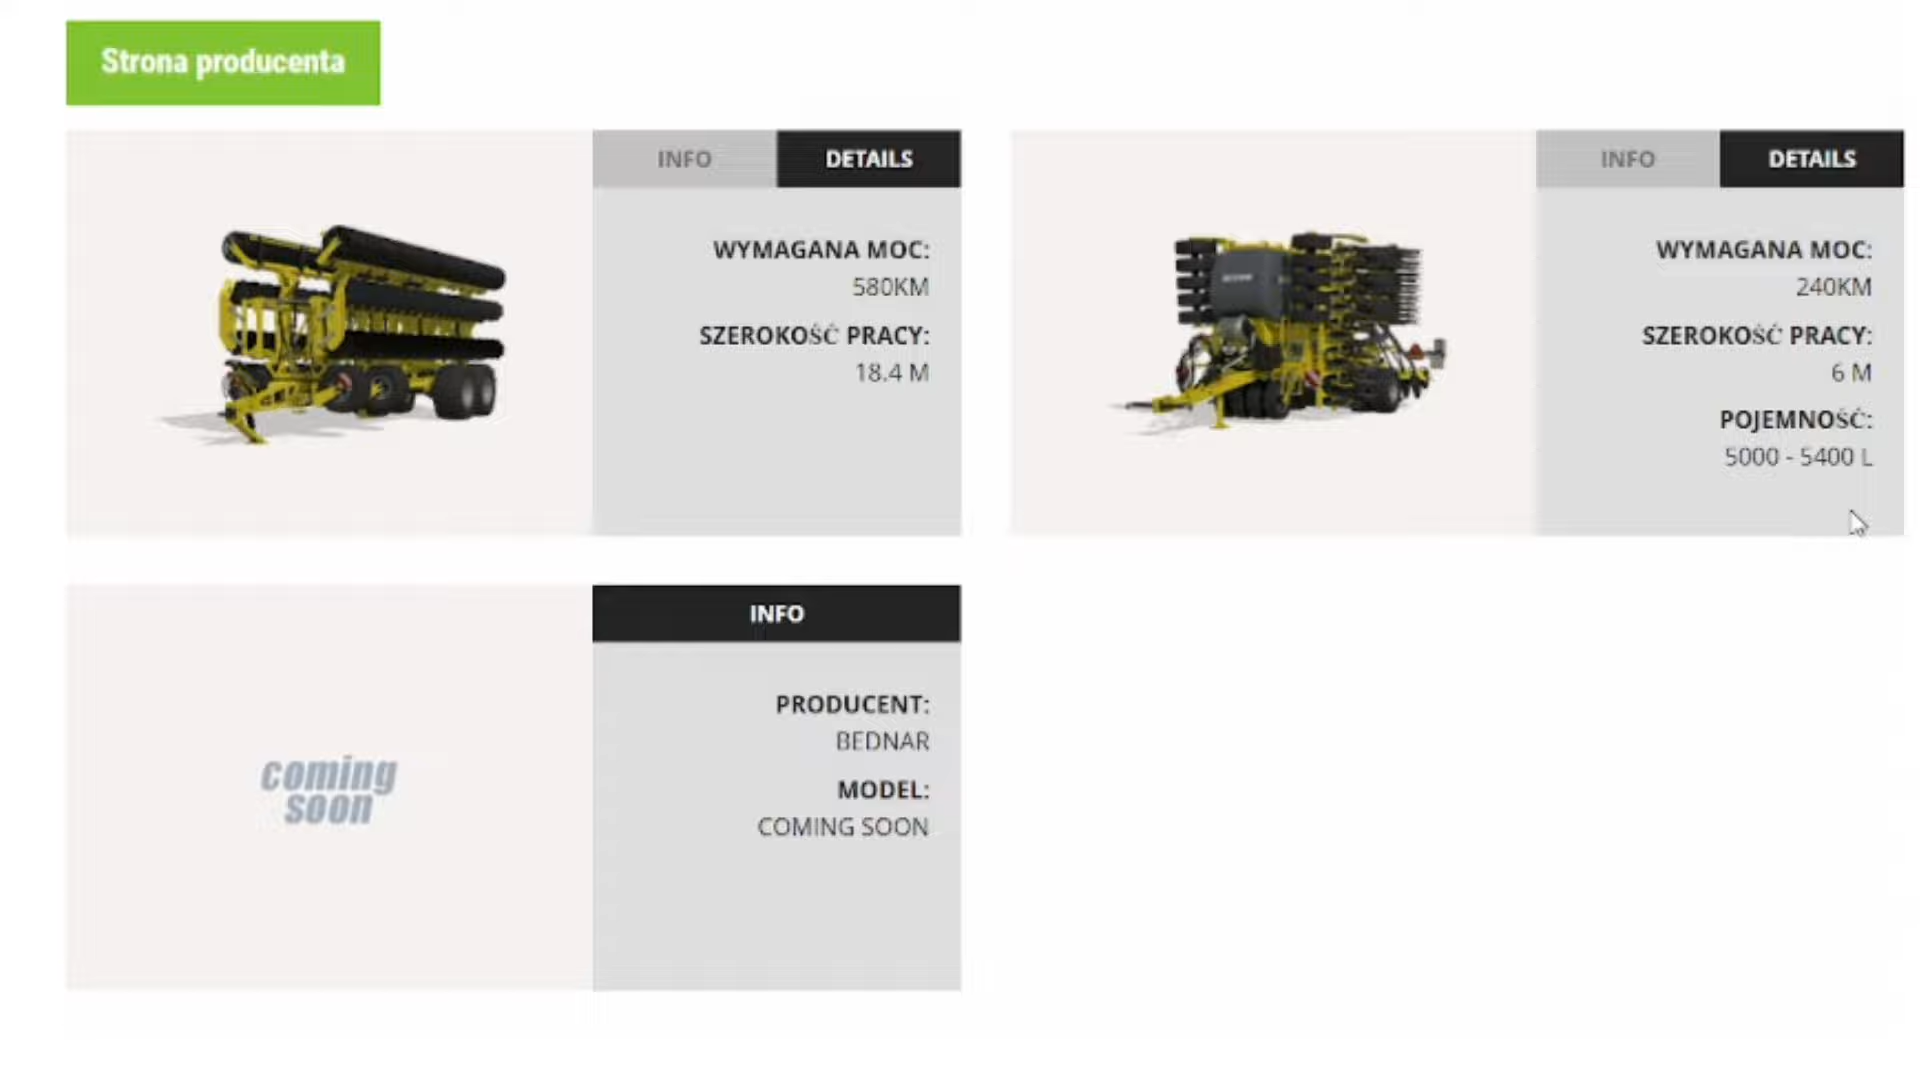 Strona producenta
INFO
DETAILS
WYMAGANA MOC:
580KM
SZEROKOŚĆ PRACY:
18.4 M
INFO
DETAILS
WYMAGANA MOC:
240KM
SZEROKOŚĆ PRACY:
6 M
POJEMNOŚĆ:
5000 - 5400 L
coming
soon
INFO
PRODUCENT:
BEDNAR
MODEL:
COMING SOON